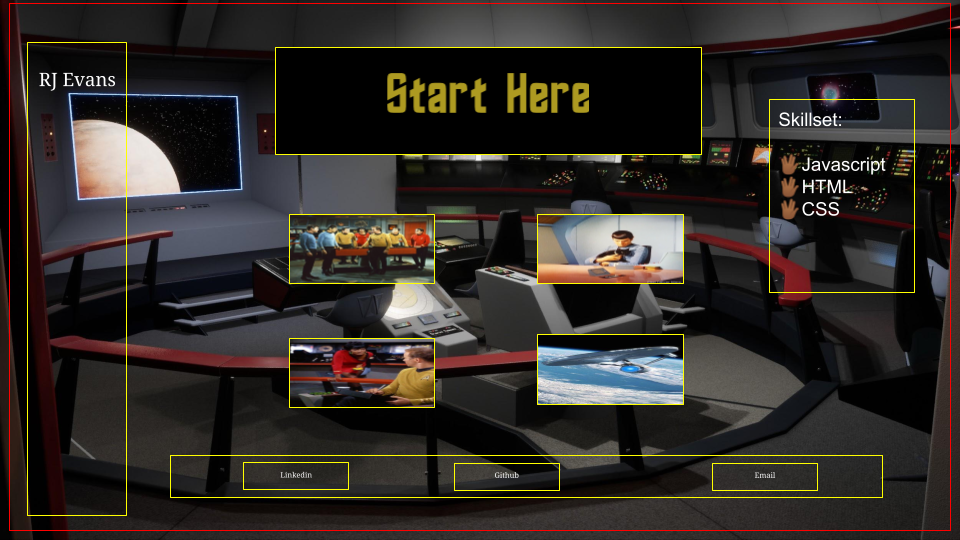 RJ Evans
Start Here
Skillset:
🖖🏽 Javascript
🖖🏽 HTML
🖖🏽 CSS
Linkedin
Github
Email